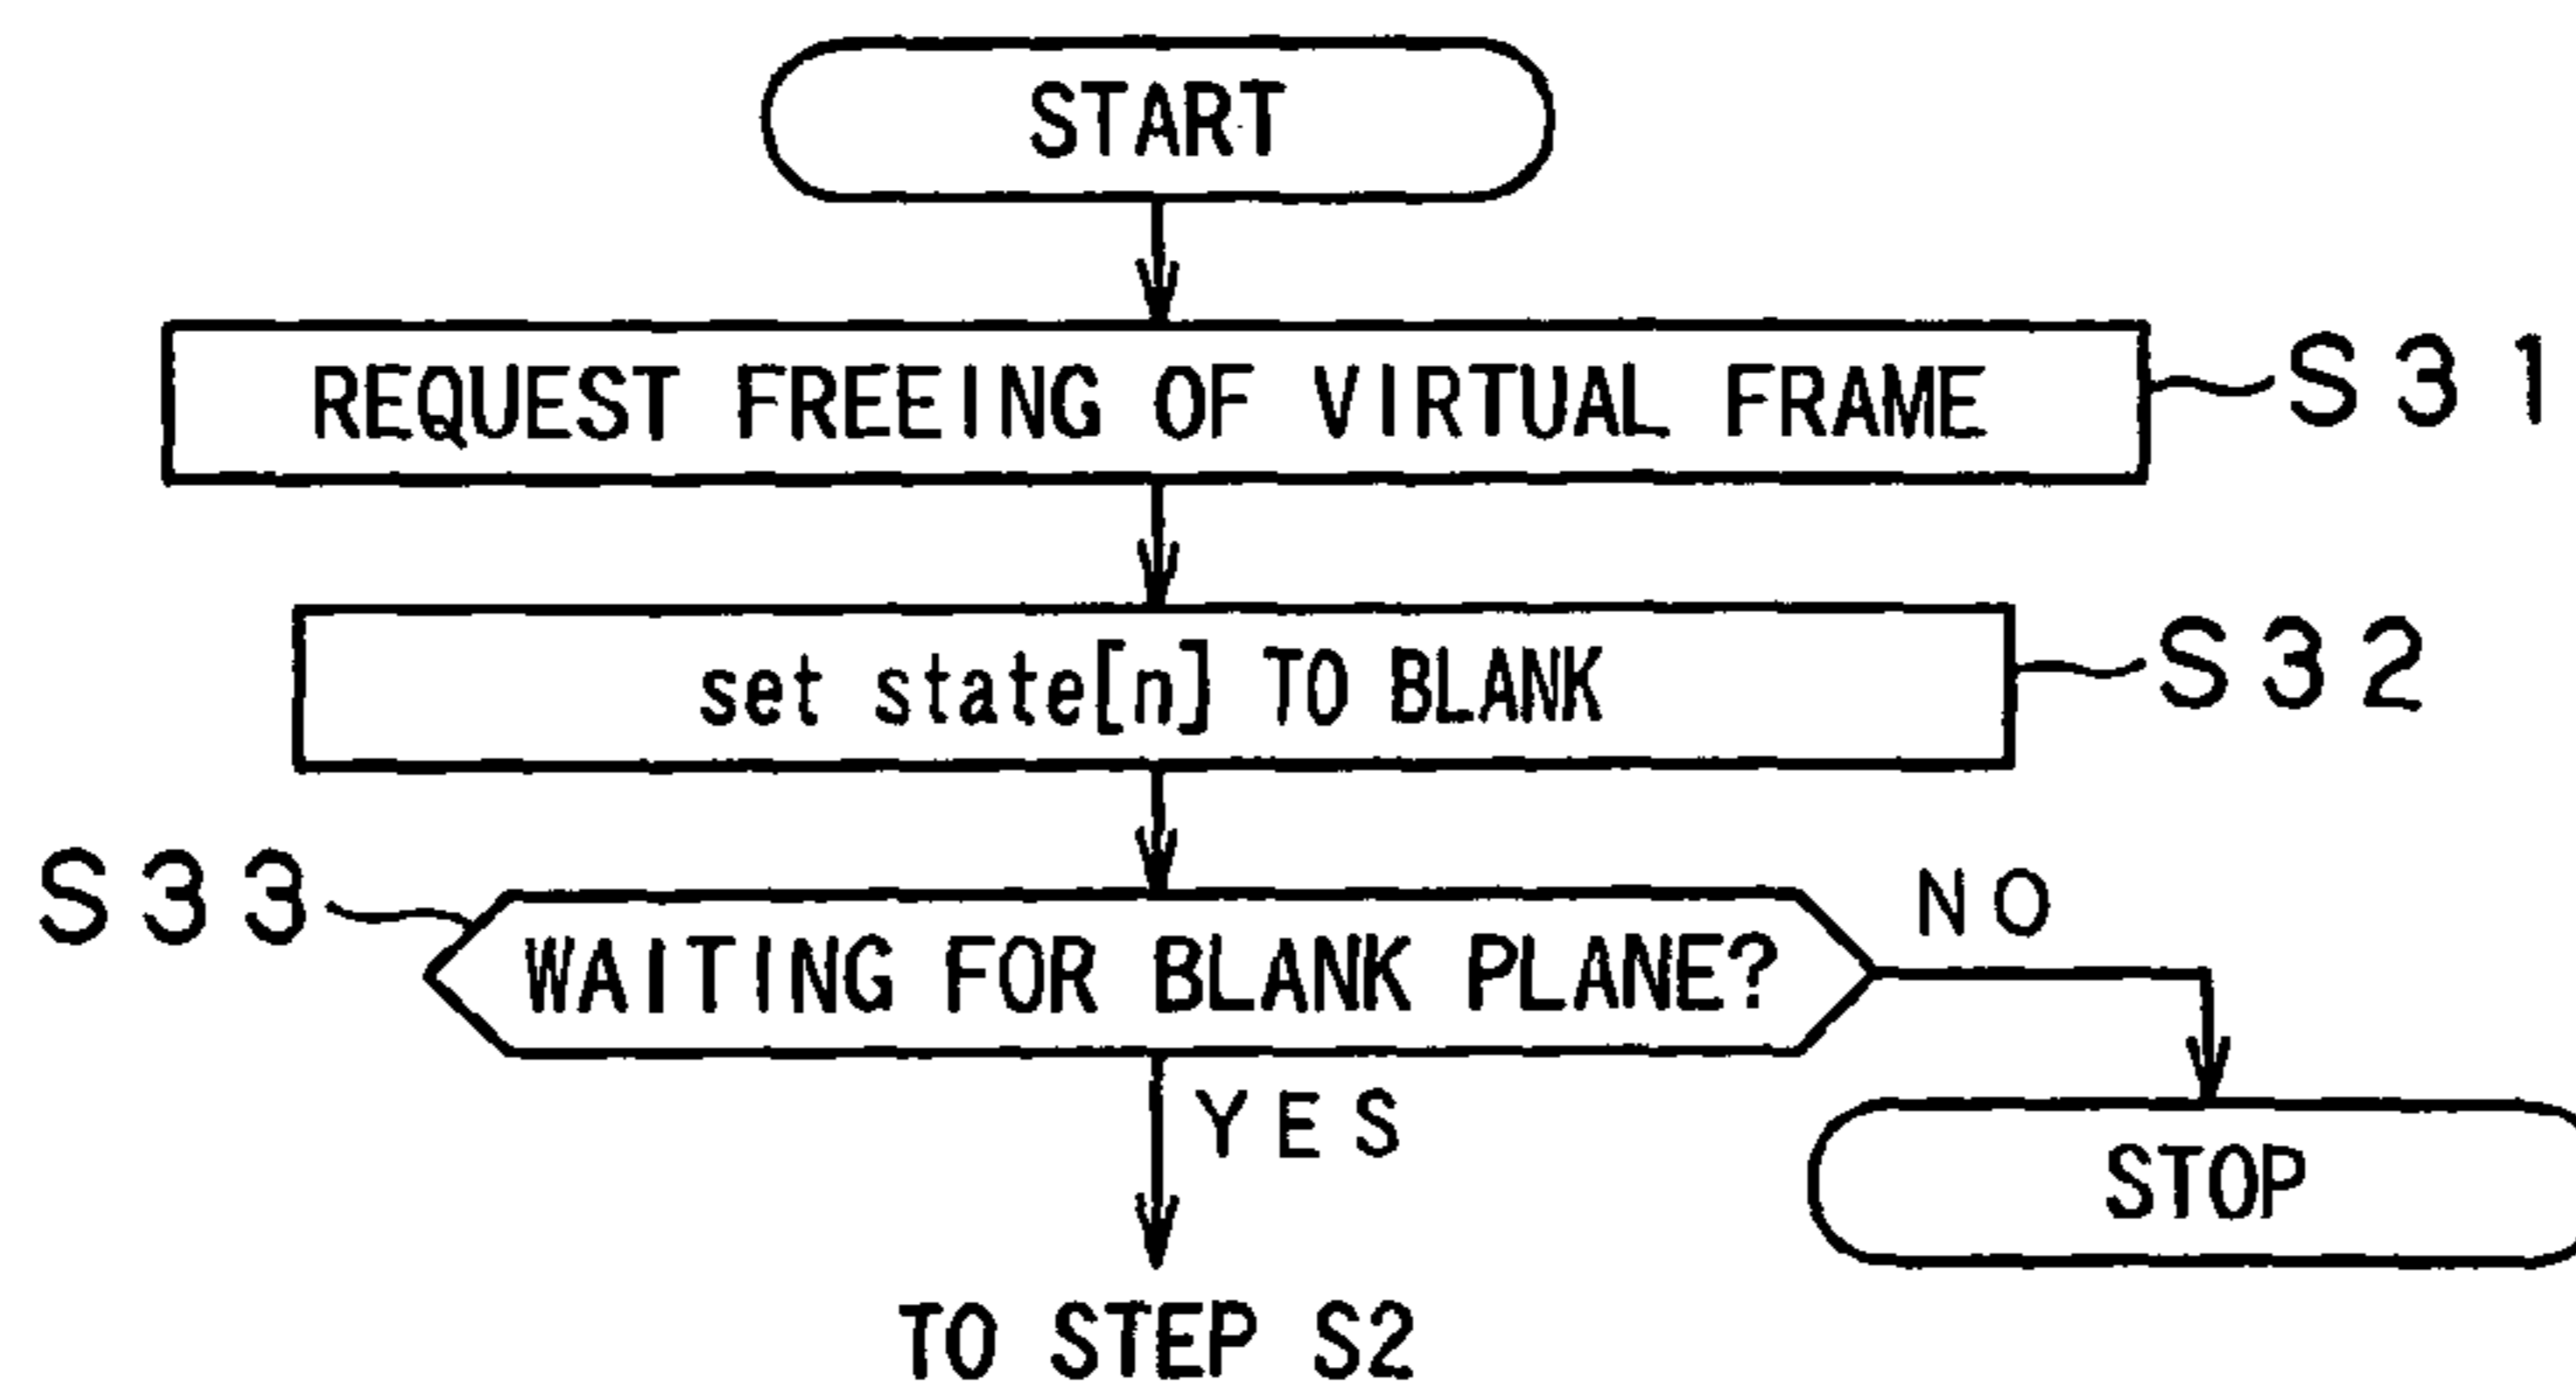 START
REQUEST FREEING OF VIRTUAL FRAME
S31
set state[n] TO BLANK
S32
S33
WAITING FOR BLANK PLANE?
NO
YES
STOP
TO STEP S2